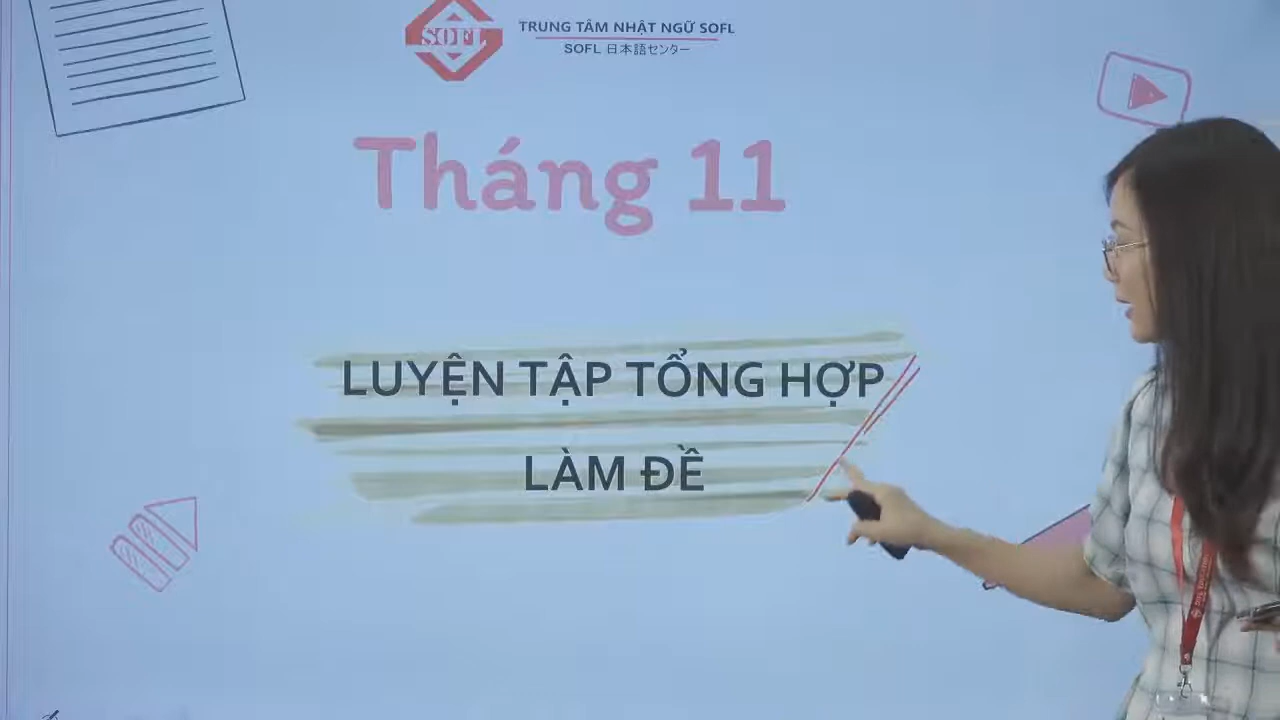 SOFL
TRUNG TÂM NHẬT NGỮ SOFL
SOFL 日本語センター
Tháng 11
LUYỆN TẬP TỔNG HỢP
LÀM ĐỀ